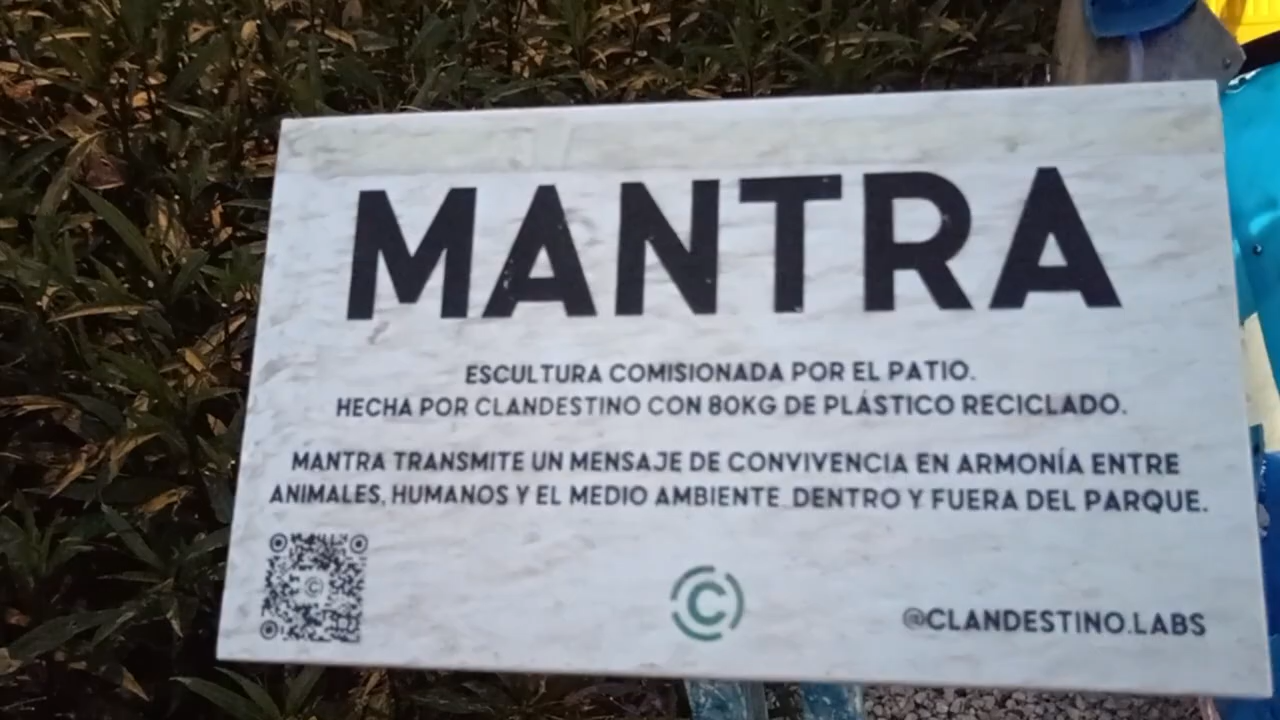 MANTRA
ESCULTURA COMISIONADA POR EL PATIO.
HECHA POR CLANDESTINO CON 80KG DE PLÁSTICO RECICLADO.
MANTRA TRANSMITE UN MENSAJE DE CONVIVENCIA EN ARMONÍA ENTRE
ANIMALES, HUMANOS Y EL MEDIO AMBIENTE DENTRO Y FUERA DEL PARQUE.
C
@CLANDESTINO.LABS